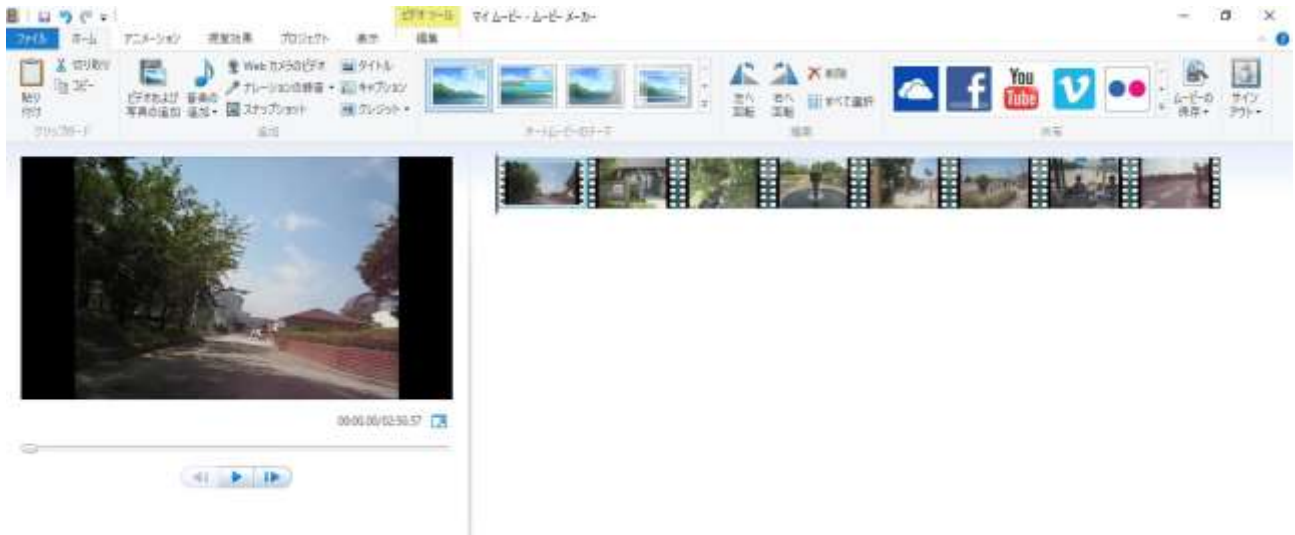 ビデオ ツール マイ ムービー - ムービー メーカー
ファイル ホーム アニメーション 視覚効果 プロジェクト 表示 編集
貼り付け
切り取り
コピー
クリップボード
ビデオおよび写真の追加
音楽の追加
Web カメラのビデオ
ナレーションの録音
スナップショット
タイトル
キャプション
クレジット
追加
オートムービーのテーマ
左へ回転
右へ回転
削除
すべて選択
編集
You Tube
共有
ムービーの保存
サインアウト
00:00.00/02:56.57